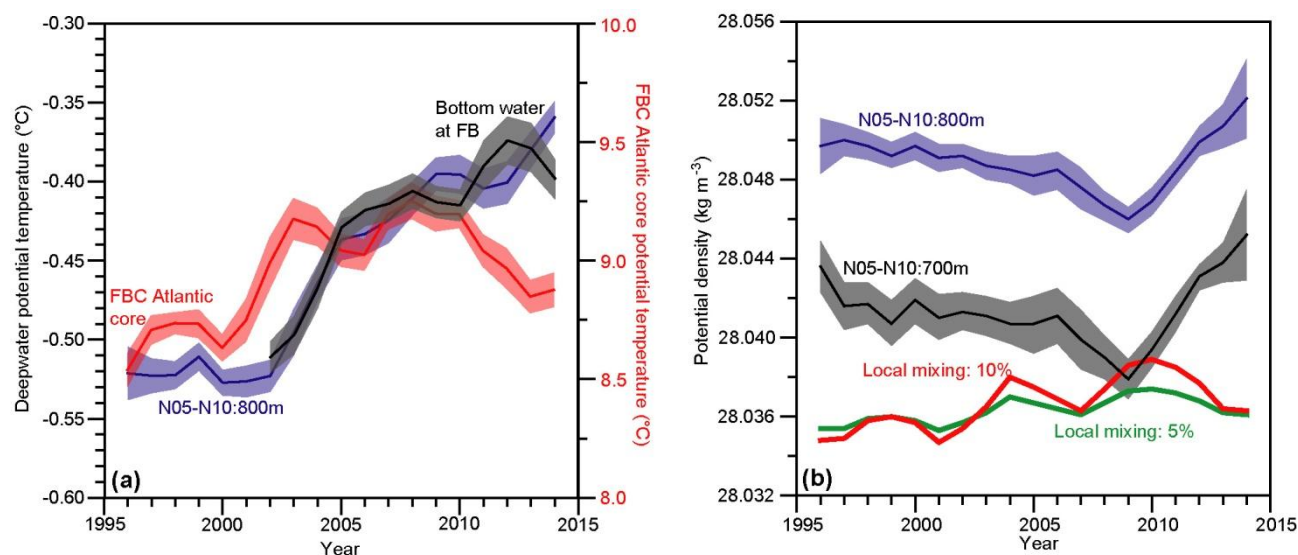 -0.30
-0.35
-0.40
-0.45
-0.50
-0.55
-0.60
Deepwater potential temperature (°C)
10.0
9.5
9.0
8.5
8.0
FBC Atlantic core potential temperature (°C)
Bottom water
at FB
FBC Atlantic
core
N05-N10:800m
(a)
1995
2000
2005
2010
2015
Year
28.056
28.052
28.048
28.044
28.040
28.036
28.032
Potential density (kg m-3)
N05-N10:800m
N05-N10:700m
Local mixing: 10%
Local mixing: 5%
(b)
1995
2000
2005
2010
2015
Year